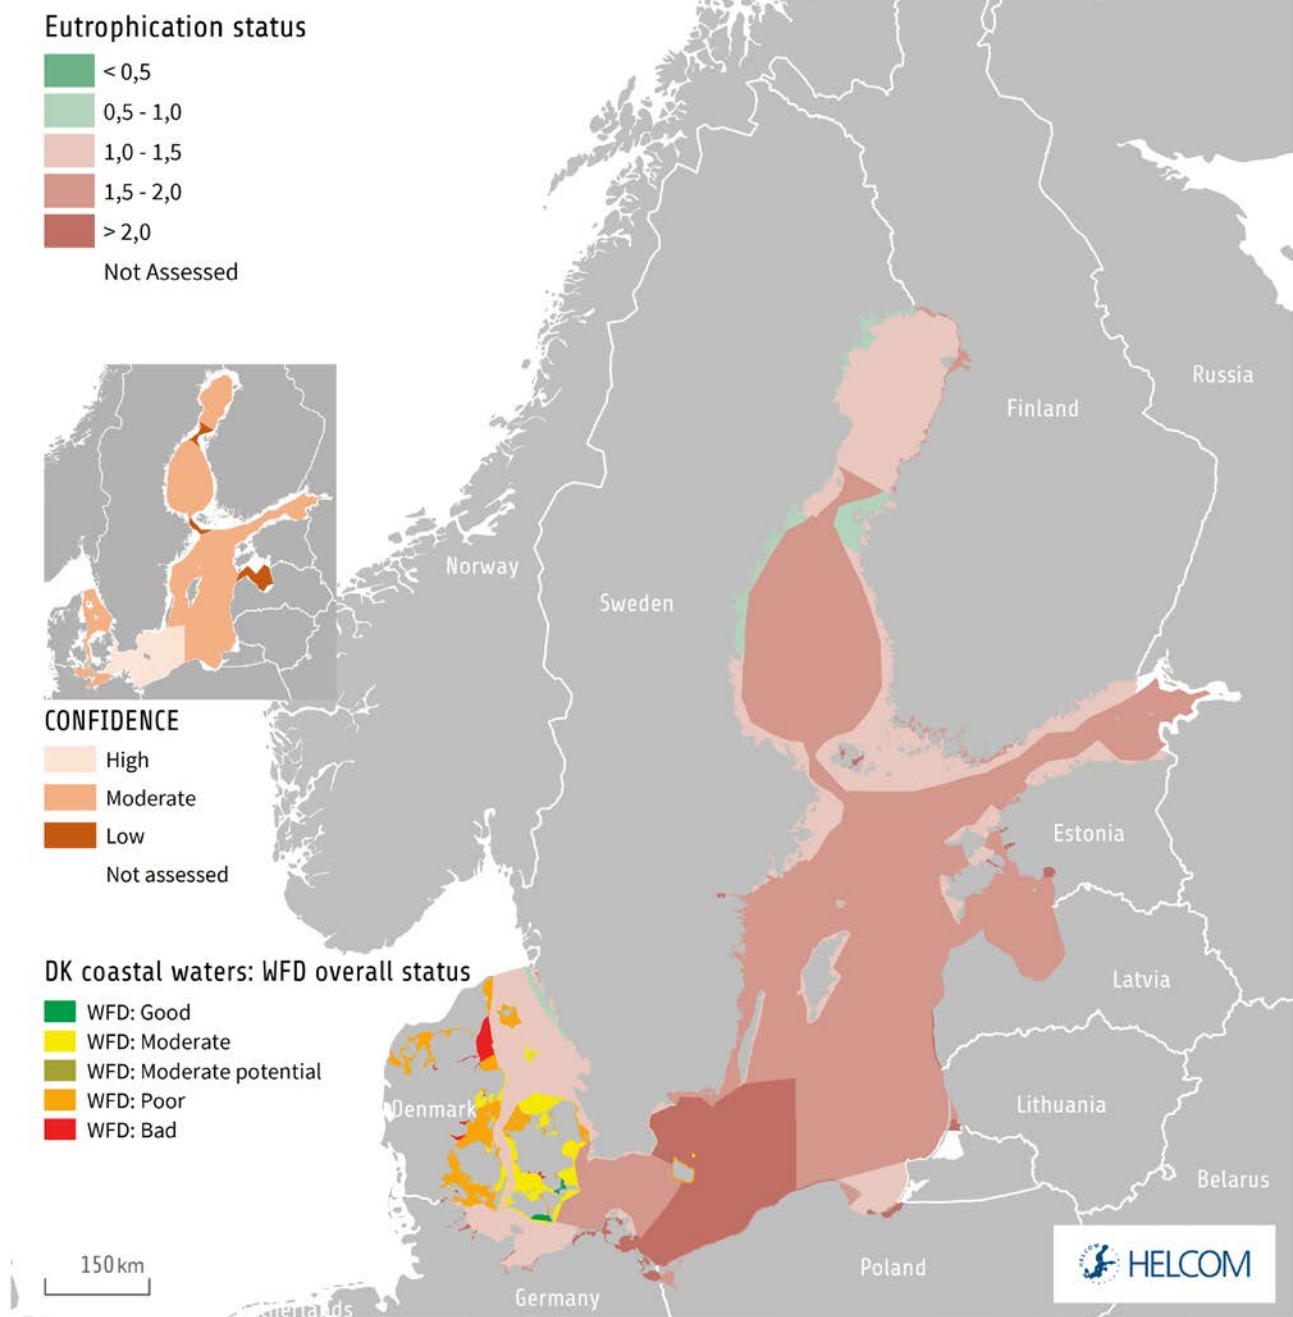 Eutrophication status
< 0,5
0,5 - 1,0
1,0 - 1,5
1,5 - 2,0
> 2,0
Not Assessed
CONFIDENCE
High
Moderate
Low
Not assessed
DK coastal waters: WFD overall status
WFD: Good
WFD: Moderate
WFD: Moderate potential
WFD: Poor
WFD: Bad
150 km
Norway
Sweden
Finland
Russia
Estonia
Latvia
Lithuania
Belarus
Denmark
Poland
Germany
HELCOM